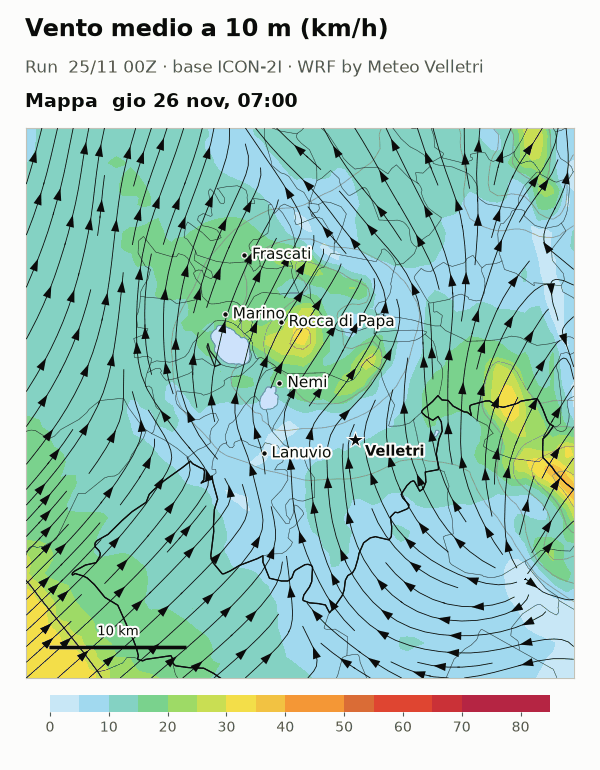 Vento medio a 10 m (km/h)
Run 25/11 00Z · base ICON-2I · WRF by Meteo Velletri
Mappa gio 26 nov, 07:00
Frascati
Marino
Rocca di Papa
Nemi
Velletri
Lanuvio
10 km
0 10 20 30 40 50 60 70 80